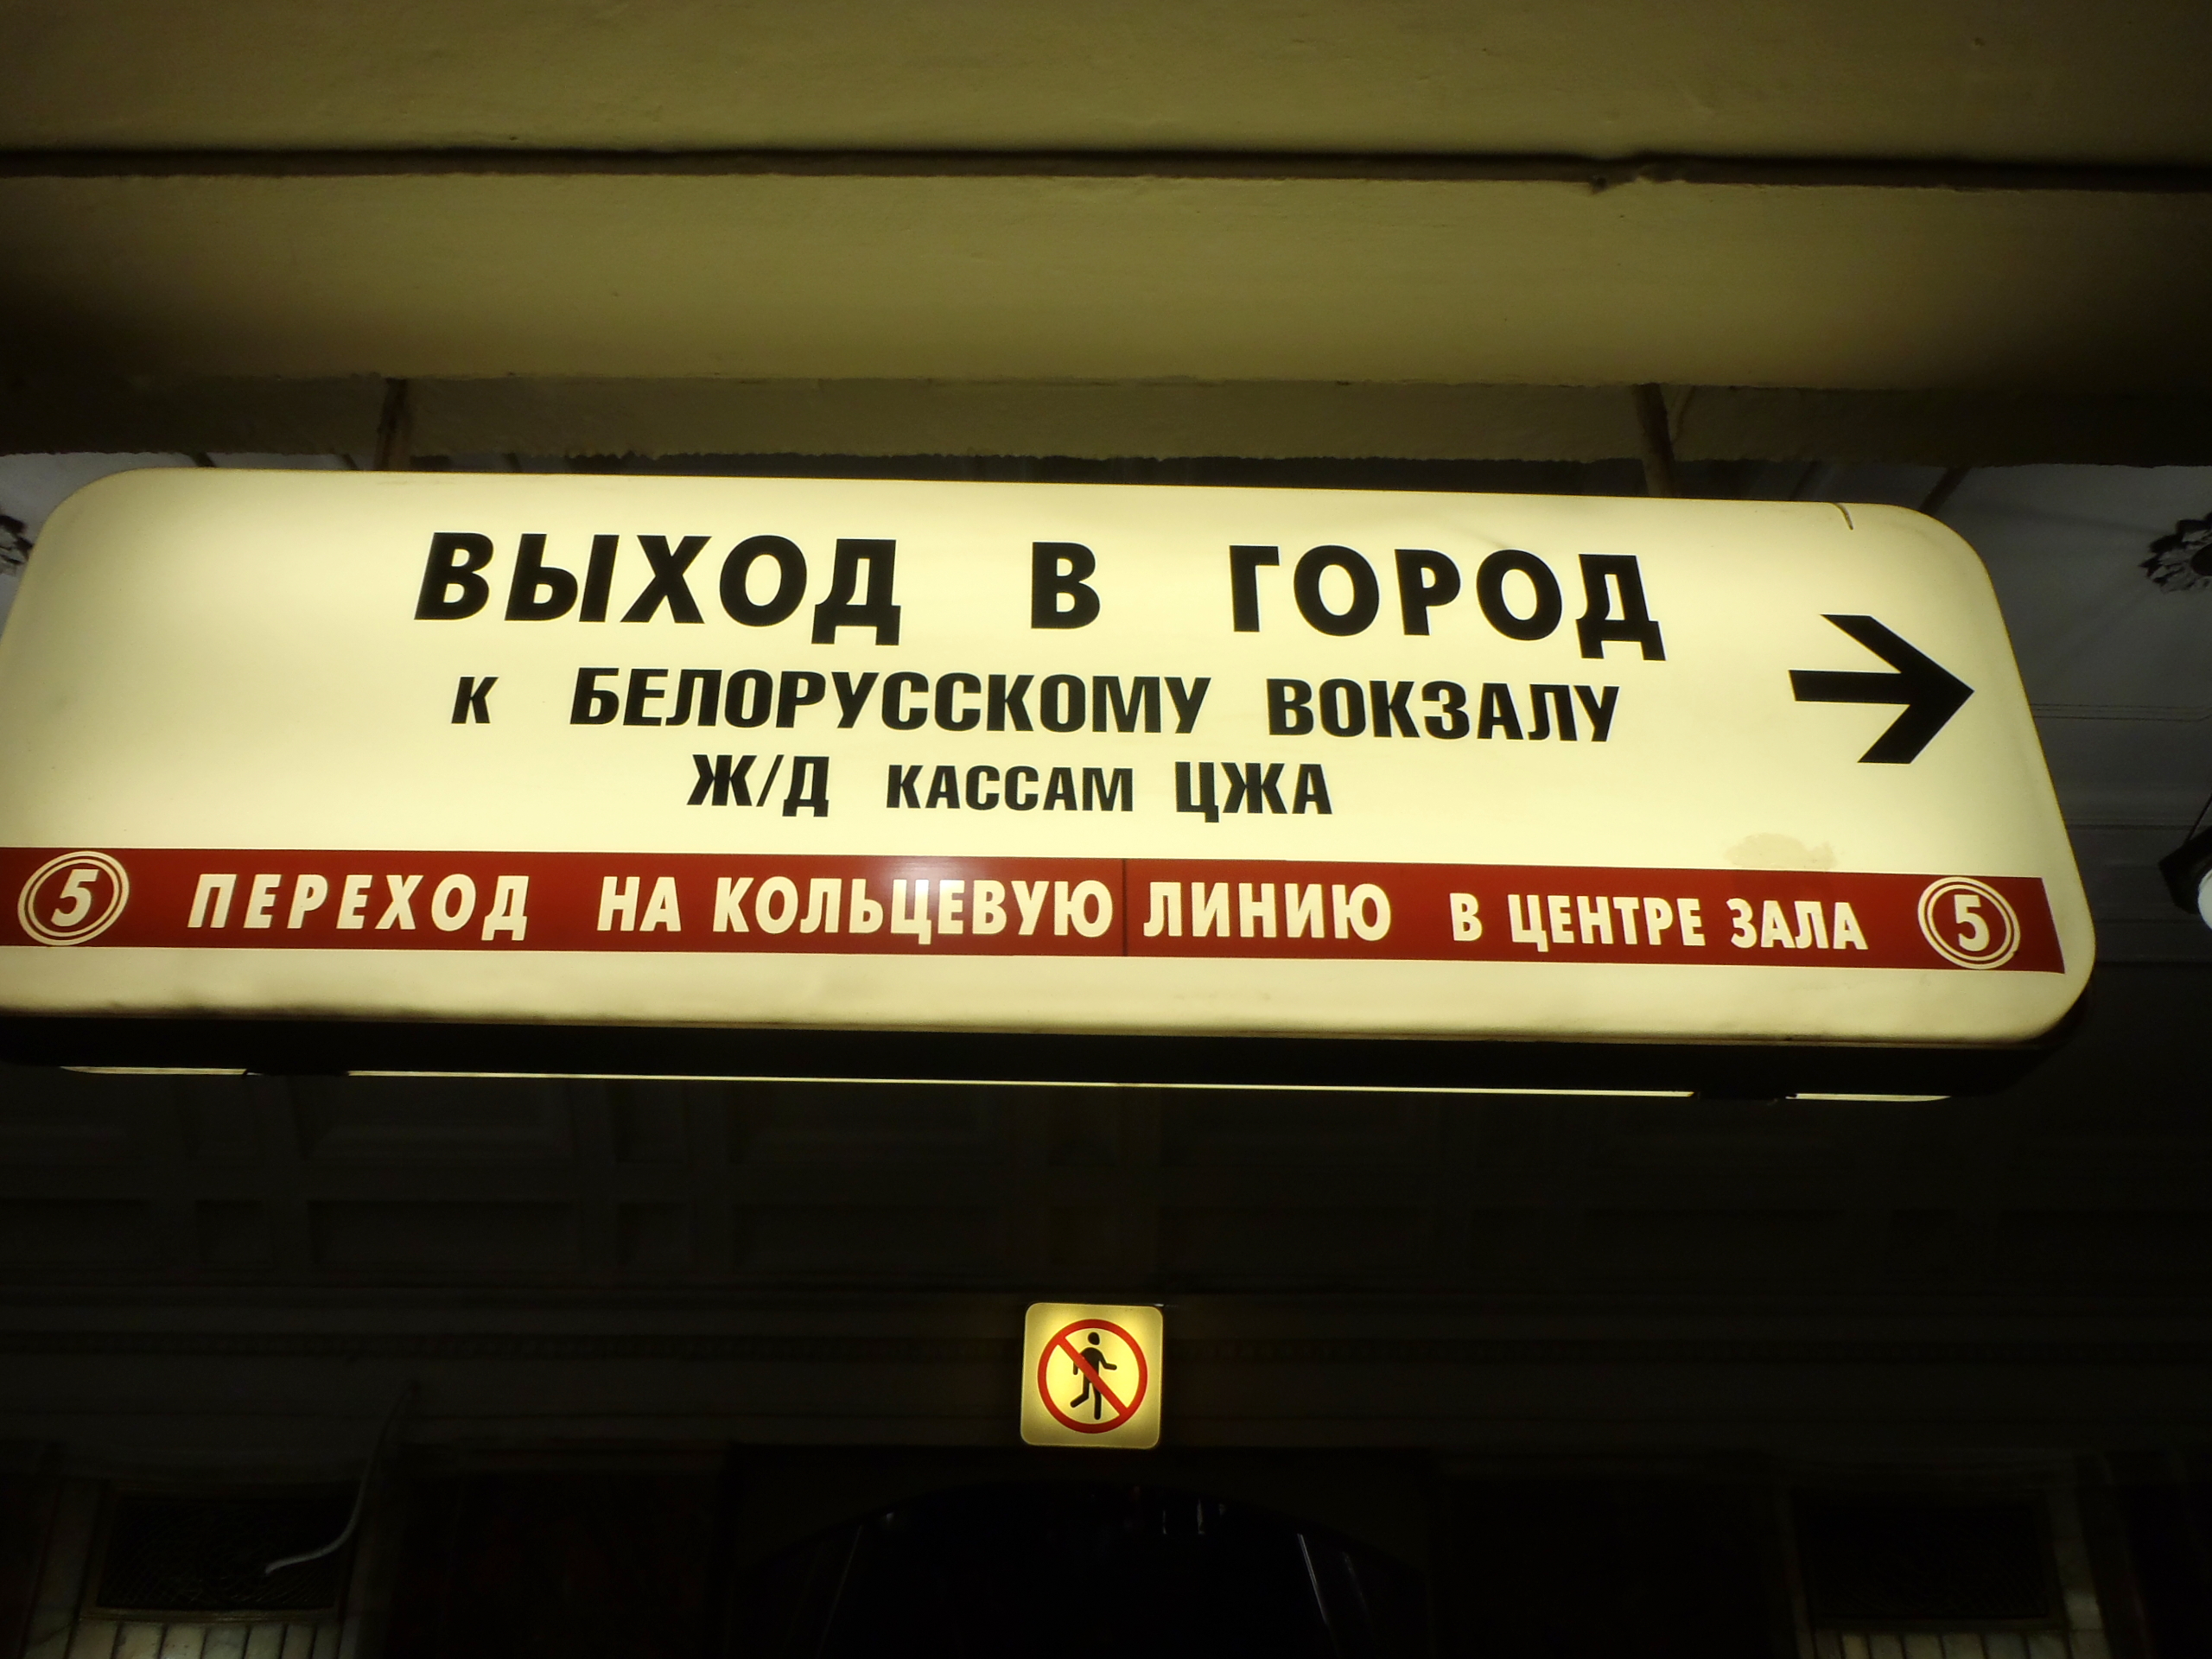 ВЫХОД В ГОРОД
К БЕЛОРУССКОМУ ВОКЗАЛУ
Ж/Д КАССАМ ЦЖА
5 ПЕРЕХОД НА КОЛЬЦЕВУЮ ЛИНИЮ В ЦЕНТРЕ ЗАЛА 5